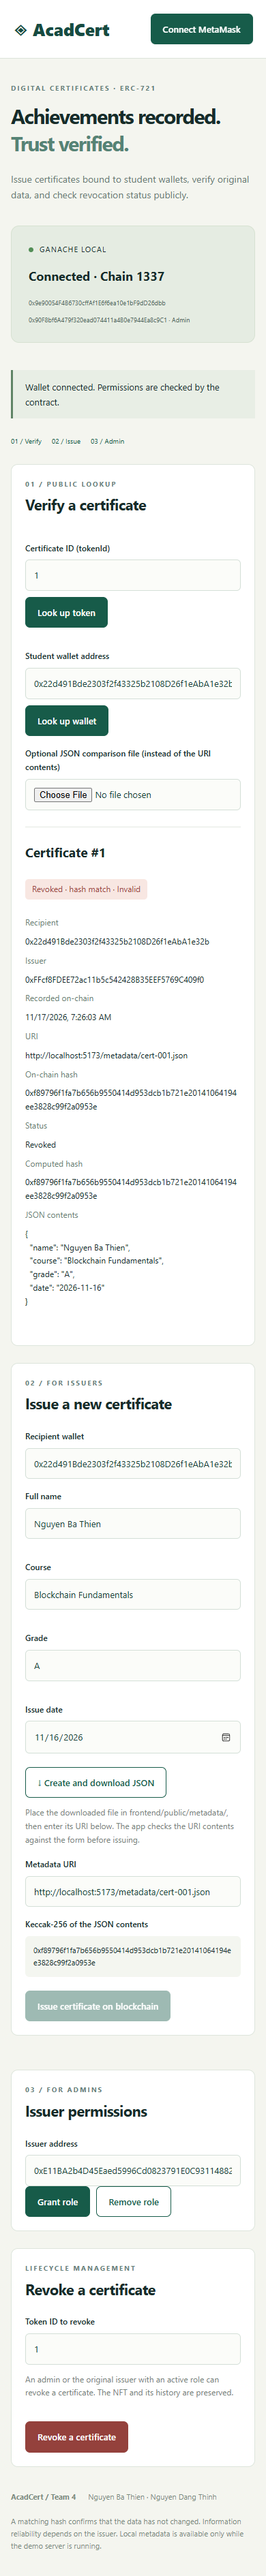 AcadCert
Connect MetaMask
DIGITAL CERTIFICATES · ERC-721
Achievements recorded.
Trust verified.
Issue certificates bound to student wallets, verify original
data, and check revocation status publicly.
GANACHE LOCAL
Connected · Chain 1337
· Admin
Wallet connected. Permissions are checked by the
contract.
01 / Verify 02 / Issue 03 / Admin
01 / PUBLIC LOOKUP
Verify a certificate
Certificate ID (tokenId)
1
Look up token
Student wallet address
0x22d491Bde2303f2f43325b2108D26f1eAbA1e32b
Look up wallet
Optional JSON comparison file (instead of the URI
contents)
Choose File No file chosen
Certificate #1
Revoked · hash match · Invalid
Recipient
0x22d491Bde2303f2f43325b2108D26f1eAbA1e32b
Issuer
0xFFcf8FDEE72ac11b5c542428B35EEF5769C409f0
Recorded on-chain
11/17/2026, 7:26:03 AM
URI
http://localhost:5173/metadata/cert-001.json
On-chain hash
0xf89796f1fa7b656b9550414d953dcb1b721e20141064194
ee3828c99f2a0953e
Status
Revoked
Computed hash
0xf89796f1fa7b656b9550414d953dcb1b721e20141064194
ee3828c99f2a0953e
JSON contents
{
"name": "Nguyen Ba Thien",
"course": "Blockchain Fundamentals",
"grade": "A",
"date": "2026-11-16"
}
02 / FOR ISSUERS
Issue a new certificate
Recipient wallet
0x22d491Bde2303f2f43325b2108D26f1eAbA1e32b
Full name
Nguyen Ba Thien
Course
Blockchain Fundamentals
Grade
A
Issue date
11/16/2026
↓ Create and download JSON
Place the downloaded file in frontend/public/metadata/,
then enter its URI below. The app checks the URI contents
against the form before issuing.
Metadata URI
http://localhost:5173/metadata/cert-001.json
Keccak-256 of the JSON contents
0xf89796f1fa7b656b9550414d953dcb1b721e20141064194e
e3828c99f2a0953e
Issue certificate on blockchain
03 / FOR ADMINS
Issuer permissions
Issuer address
0xE11BA2b4D45Eaed5996Cd0823791E0C93114882
Grant role Remove role
LIFECYCLE MANAGEMENT
Revoke a certificate
Token ID to revoke
1
An admin or the original issuer with an active role can
revoke a certificate. The NFT and its history are preserved.
Revoke a certificate
AcadCert / Team 4 Nguyen Ba Thien · Nguyen Dang Thinh
A matching hash confirms that the data has not changed. Information
reliability depends on the issuer. Local metadata is available only while
the demo server is running.